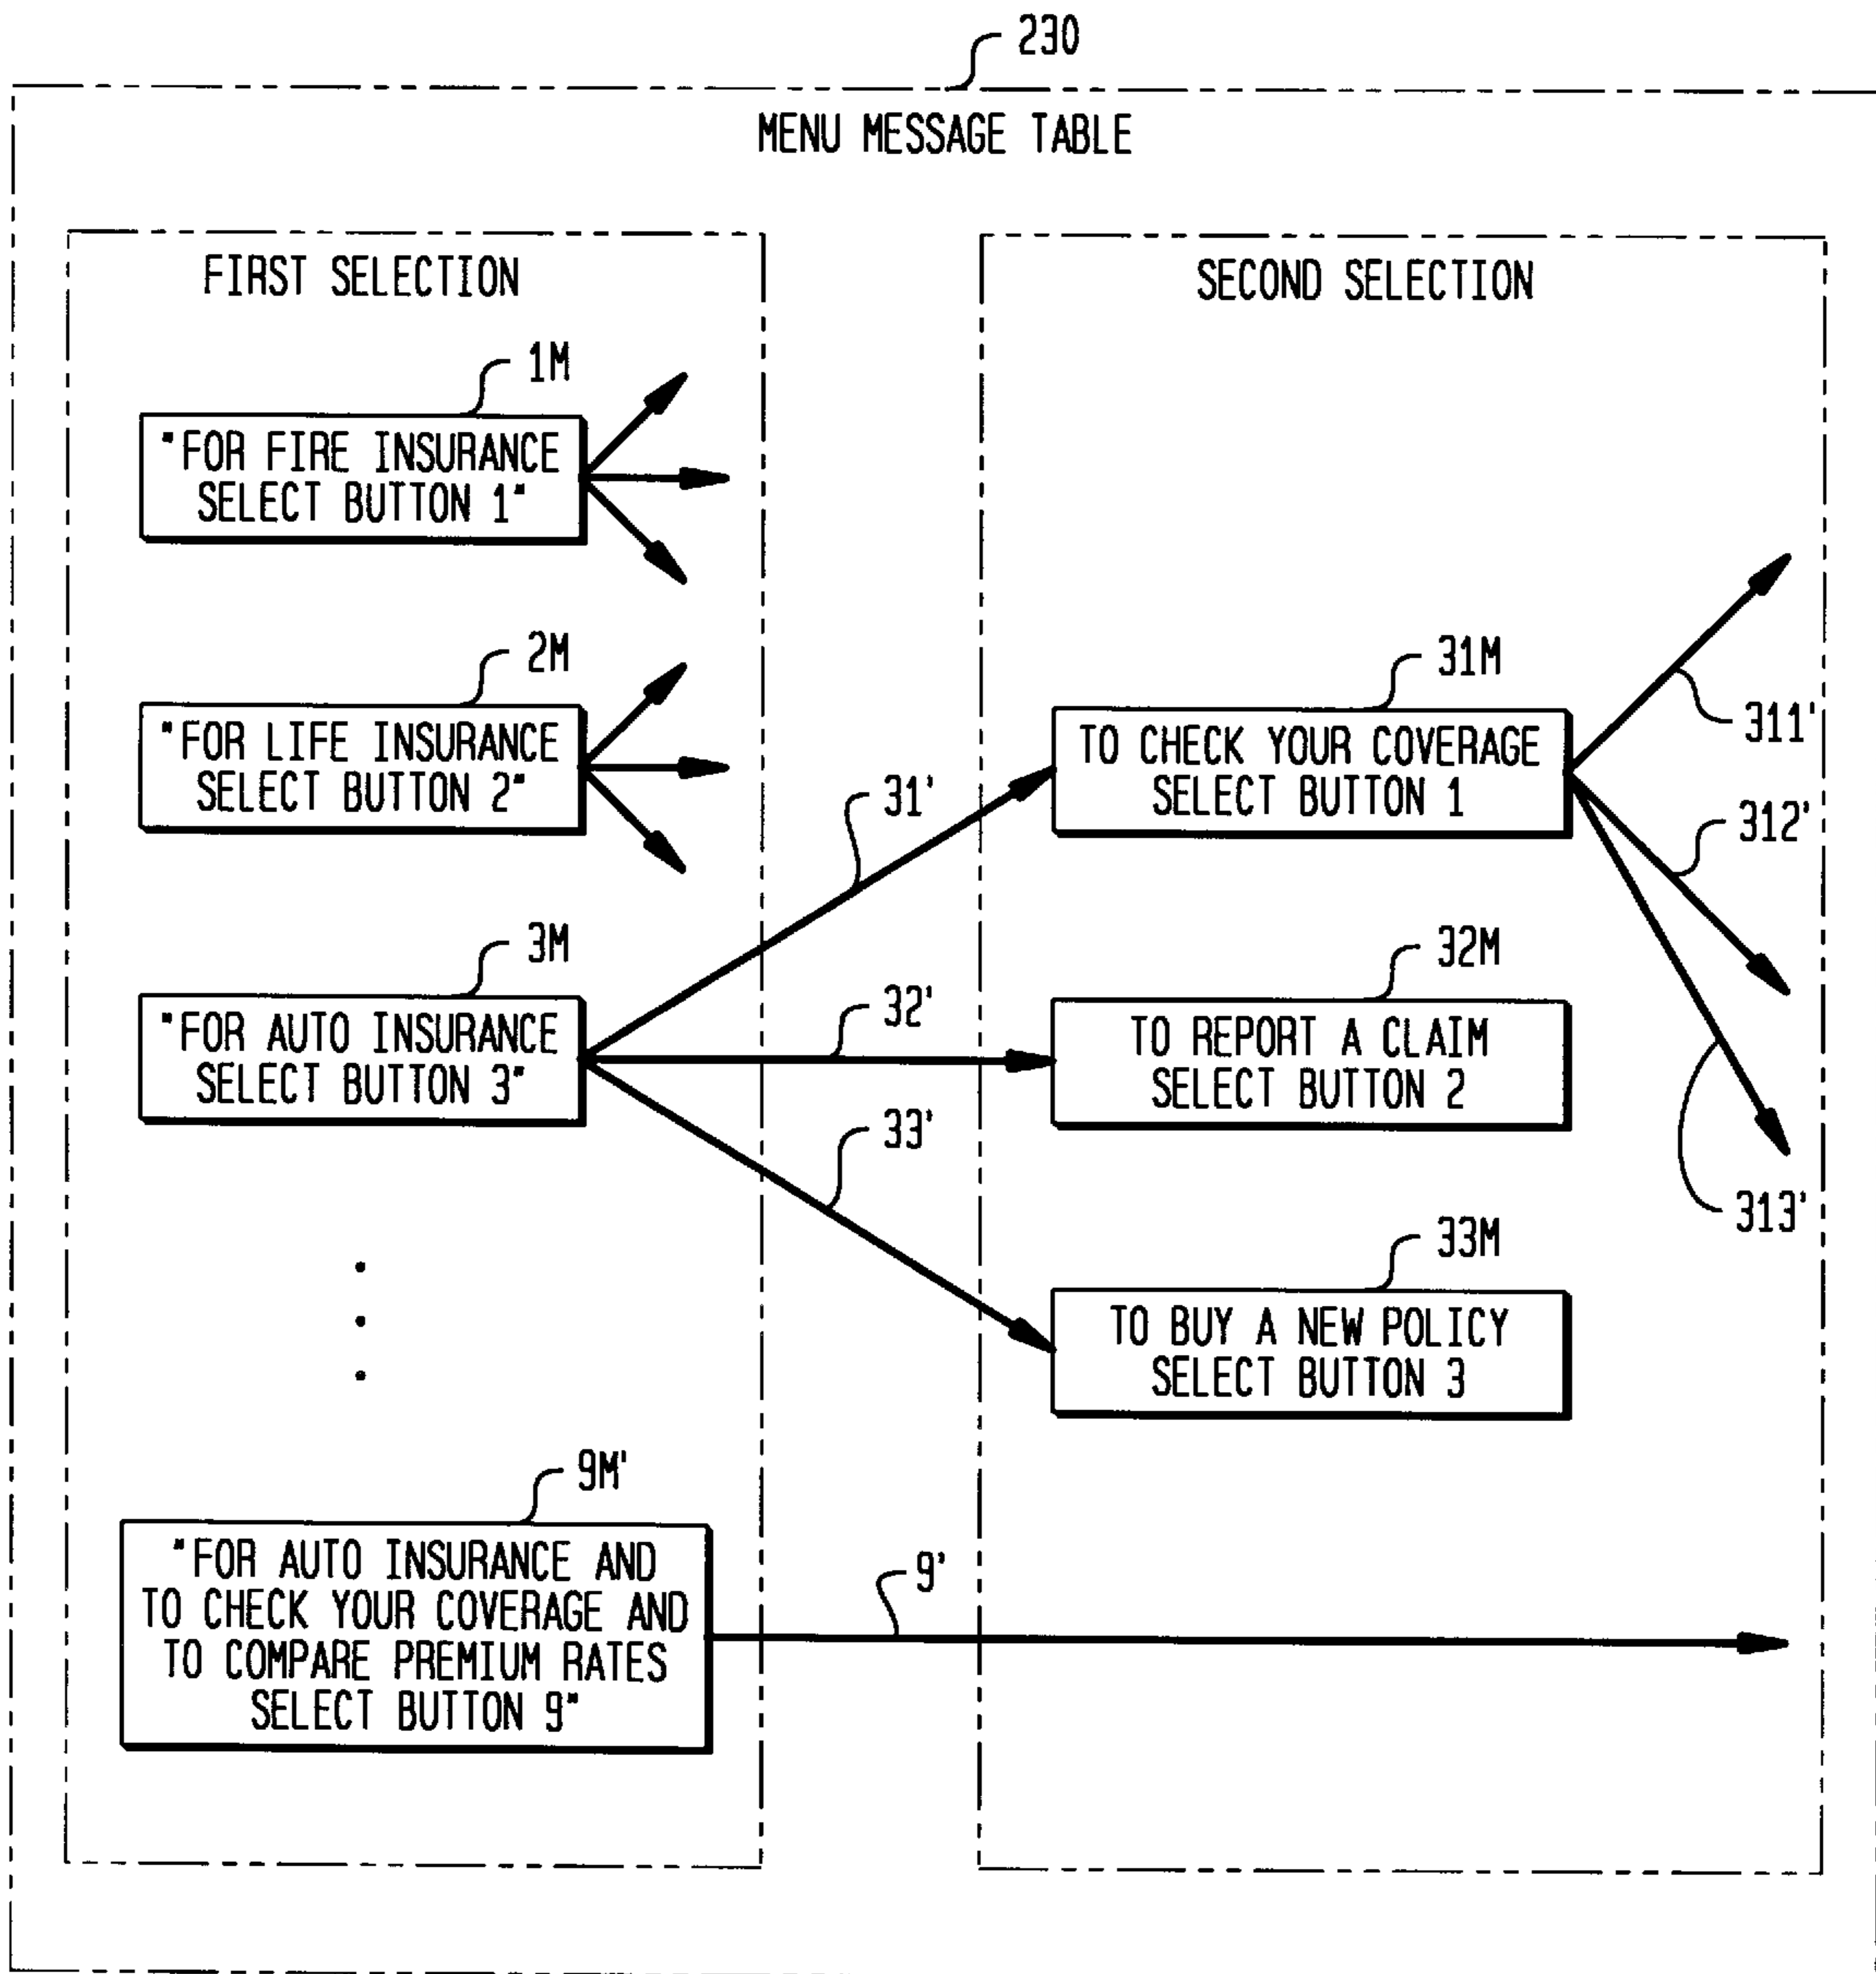 230
MENU MESSAGE TABLE
FIRST SELECTION
1M
"FOR FIRE INSURANCE
SELECT BUTTON 1"
2M
"FOR LIFE INSURANCE
SELECT BUTTON 2"
3M
"FOR AUTO INSURANCE
SELECT BUTTON 3"
9M'
"FOR AUTO INSURANCE AND
TO CHECK YOUR COVERAGE AND
TO COMPARE PREMIUM RATES
SELECT BUTTON 9"
31'
32'
33'
9'
SECOND SELECTION
31M
TO CHECK YOUR COVERAGE
SELECT BUTTON 1
32M
TO REPORT A CLAIM
SELECT BUTTON 2
33M
TO BUY A NEW POLICY
SELECT BUTTON 3
311'
312'
313'